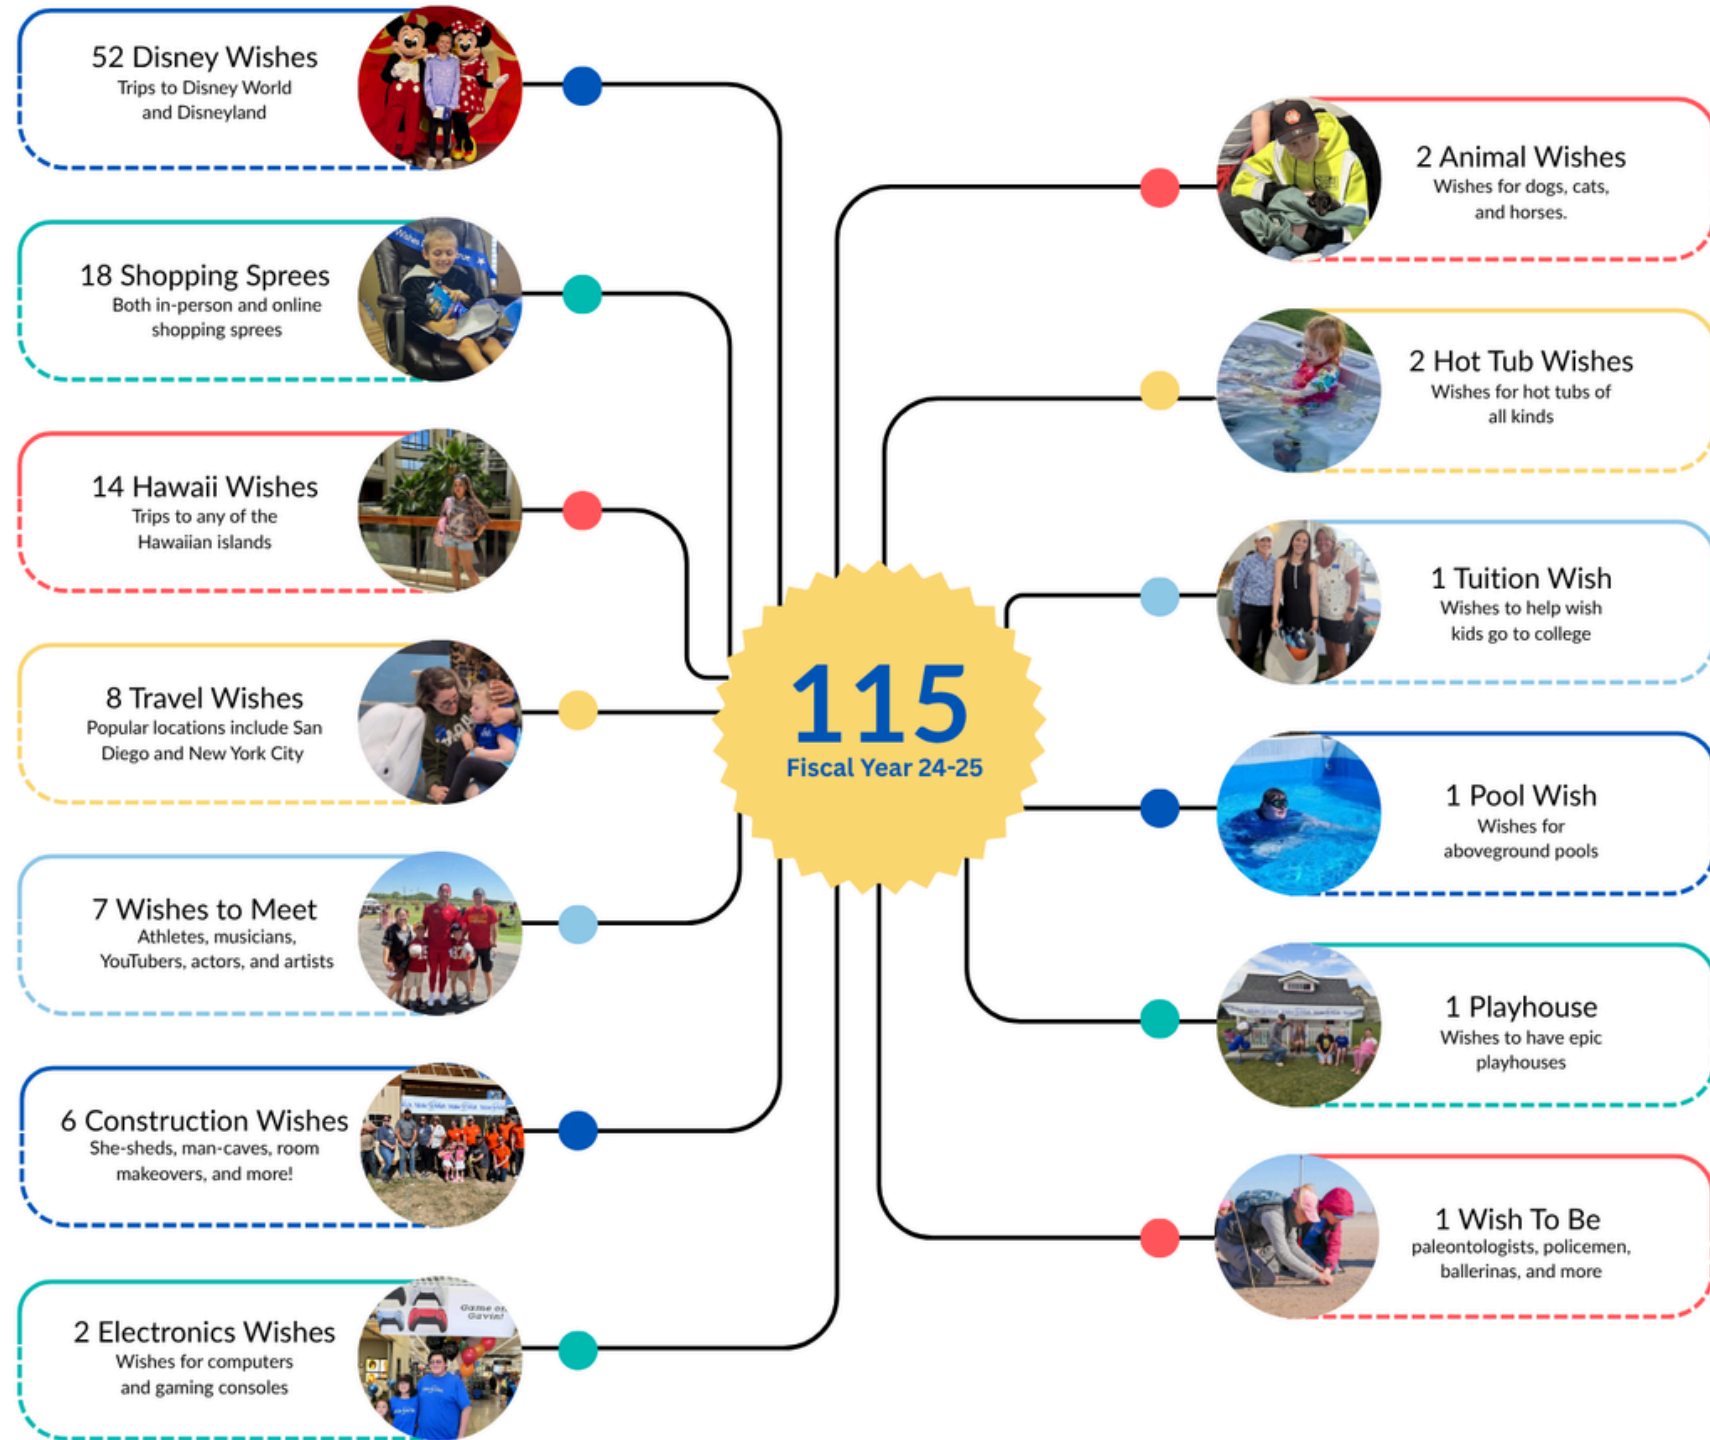 52 Disney Wishes
Trips to Disney World
and Disneyland
18 Shopping Sprees
Both in-person and online
shopping sprees
14 Hawaii Wishes
Trips to any of the
Hawaiian islands
8 Travel Wishes
Popular locations include San
Diego and New York City
7 Wishes to Meet
Athletes, musicians,
YouTubers, actors, and artists
6 Construction Wishes
She-sheds, man-caves, room
makeovers, and more!
2 Electronics Wishes
Wishes for computers
and gaming consoles
Game on
Gavin!
115
Fiscal Year 24-25
2 Animal Wishes
Wishes for dogs, cats,
and horses.
2 Hot Tub Wishes
Wishes for hot tubs of
all kinds
1 Tuition Wish
Wishes to help wish
kids go to college
1 Pool Wish
Wishes for
aboveground pools
1 Playhouse
Wishes to have epic
playhouses
1 Wish To Be
paleontologists, policemen,
ballerinas, and more